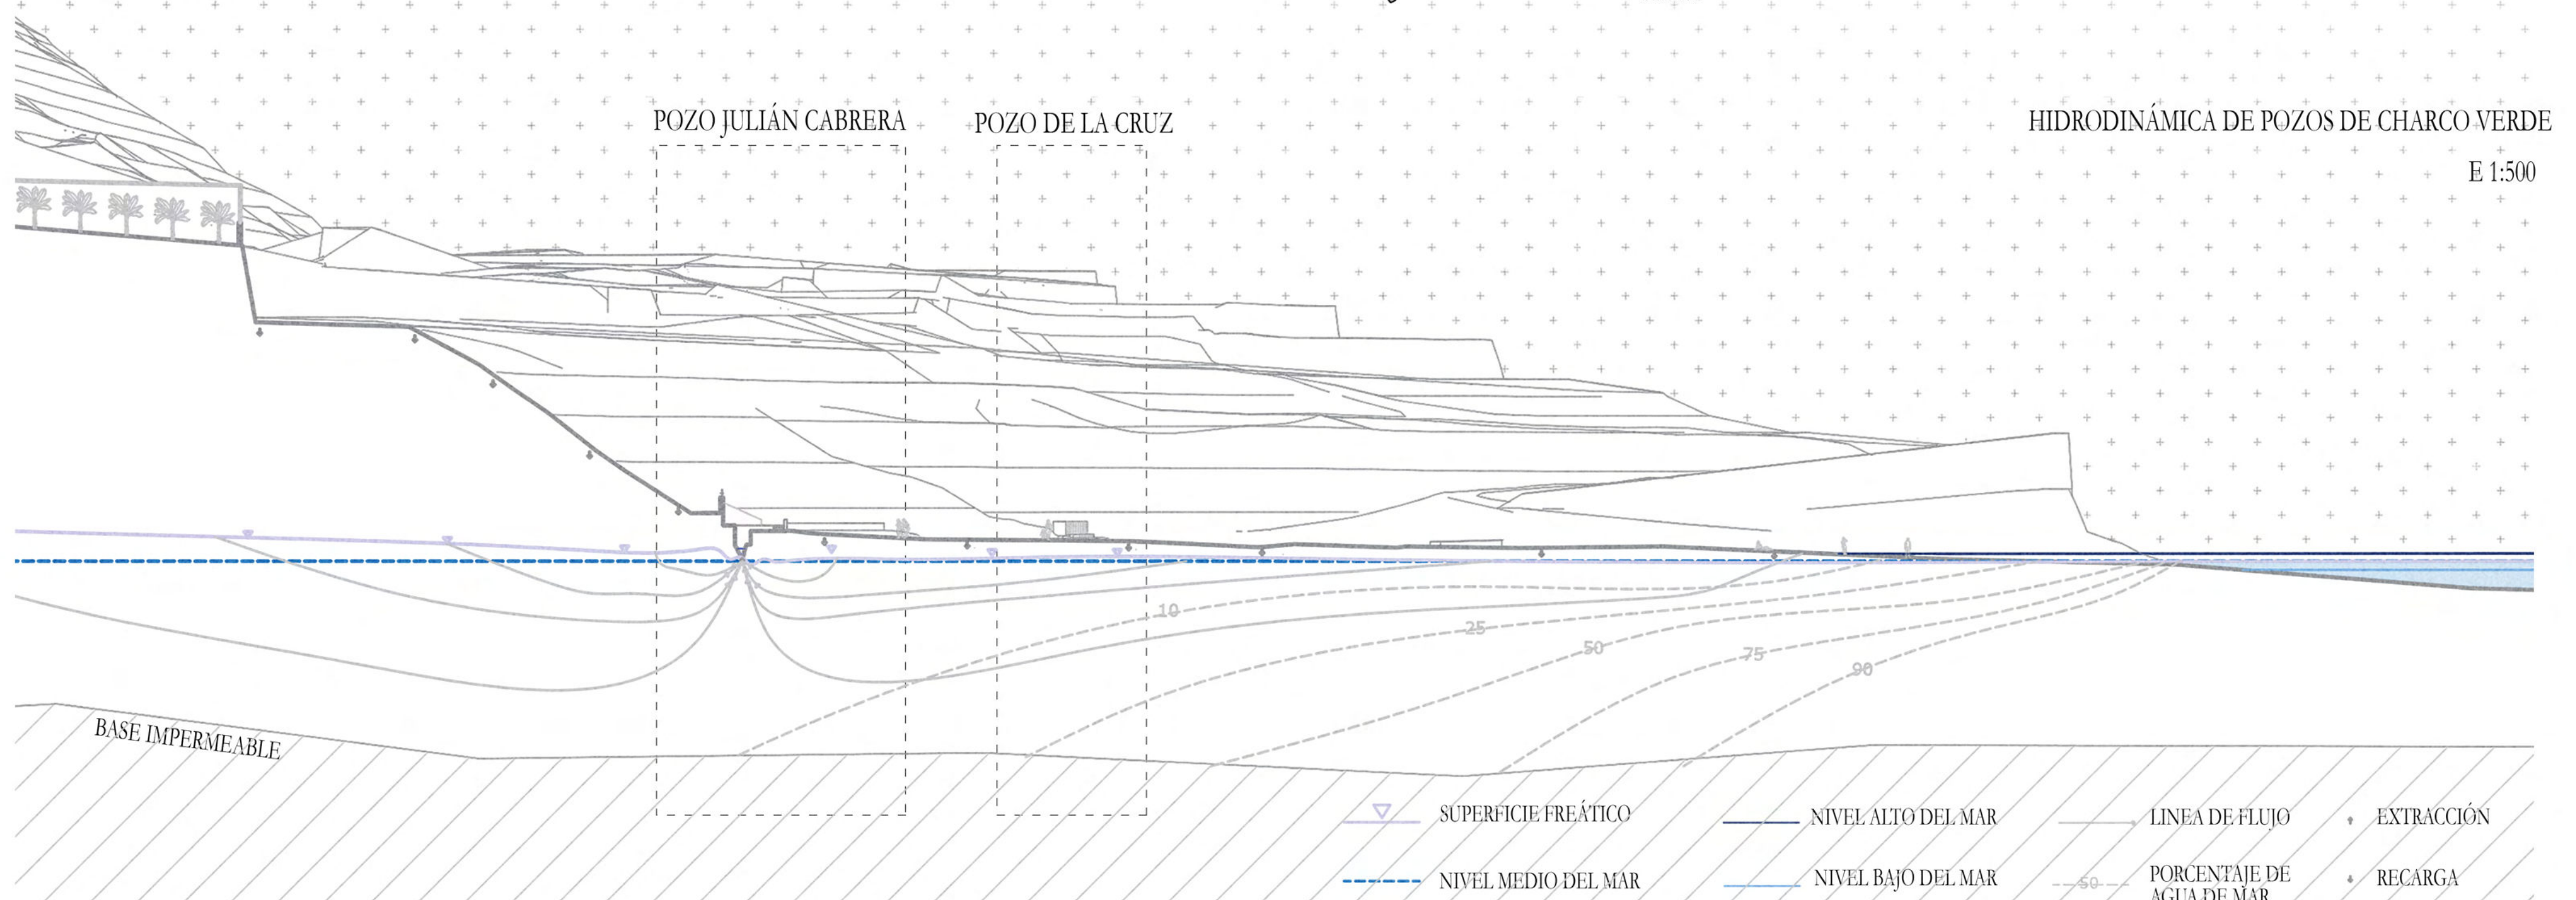 POZO JULIÁN CABRERA
POZO DE LA CRUZ
HIDRODINÁMICA DE POZOS DE CHARCO VERDE
E 1:500
10
25
50
75
90
BASE IMPERMEABLE
SUPERFICIE FREÁTICO
NIVEL ALTO DEL MAR
LINEA DE FLUJO
EXTRACCIÓN
NIVEL MEDIO DEL MAR
NIVEL BAJO DEL MAR
50
PORCENTAJE DE
AGUA DE MAR
RECARGA